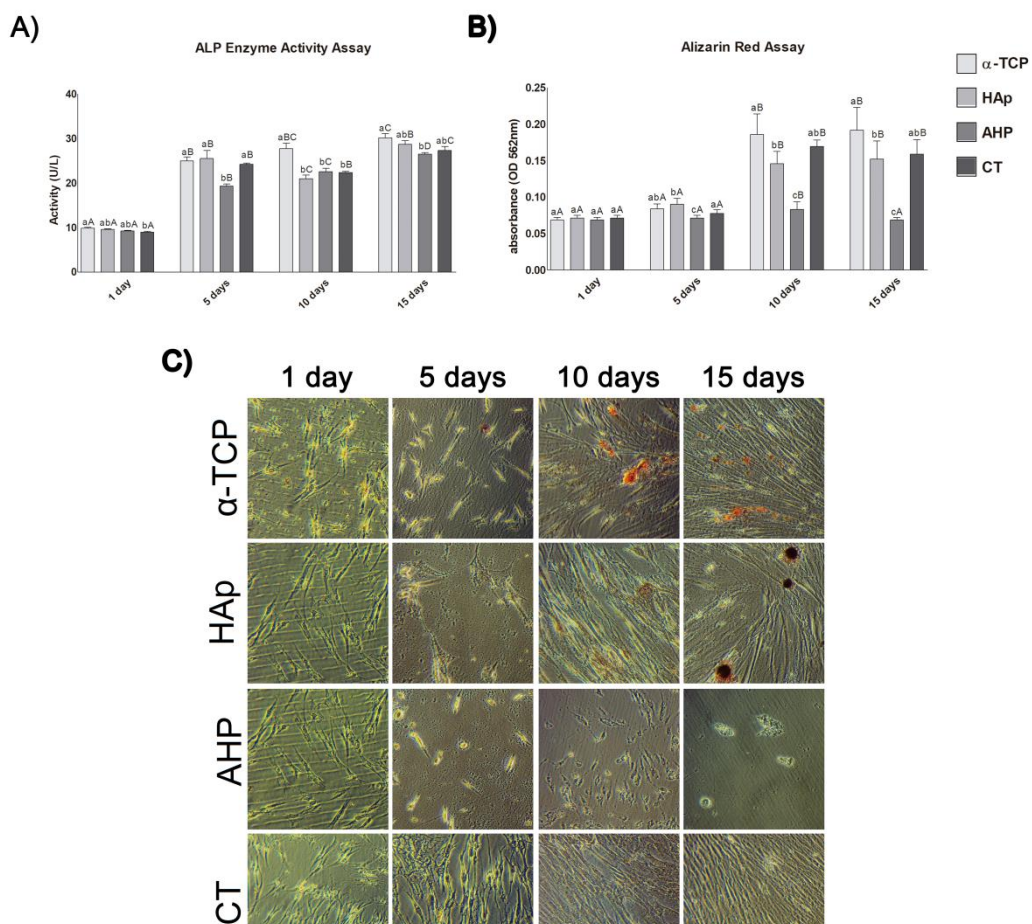 A)
ALP Enzyme Activity Assay
Activity (U/L)
40
30
20
10
0
aA abA abA bA
aB aB bB aB
aBC bC bC bB
aC abB bD abC
1 day 5 days 10 days 15 days
B)
Alizarin Red Assay
absorbance (OD 562nm)
0.25
0.20
0.15
0.10
0.05
0.00
aA aA aA aA
abA bA cA aA
aB bB cB abB
aB bB cA abB
1 day 5 days 10 days 15 days
α-TCP
HAp
AHP
CT
C)
1 day 5 days 10 days 15 days
α-TCP
HAp
AHP
CT